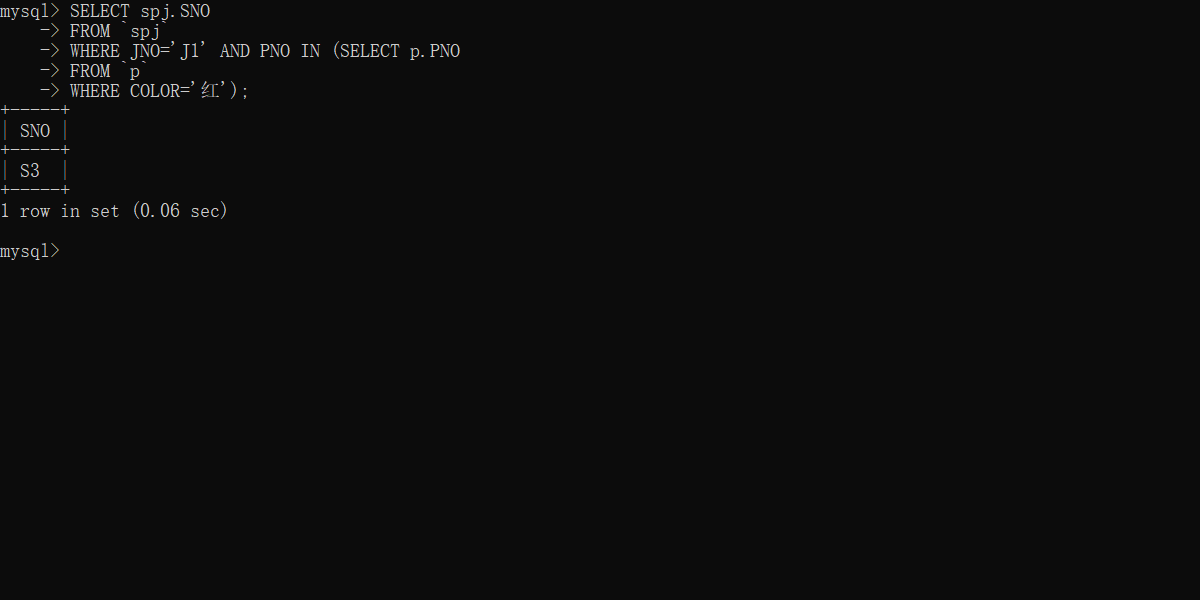 mysql> SELECT spj.SNO
    -> FROM `spj`
    -> WHERE JNO='J1' AND PNO IN (SELECT p.PNO
    -> FROM `p`
    -> WHERE COLOR='红');
+-----+
| SNO |
+-----+
| S3  |
+-----+
1 row in set (0.06 sec)
mysql>